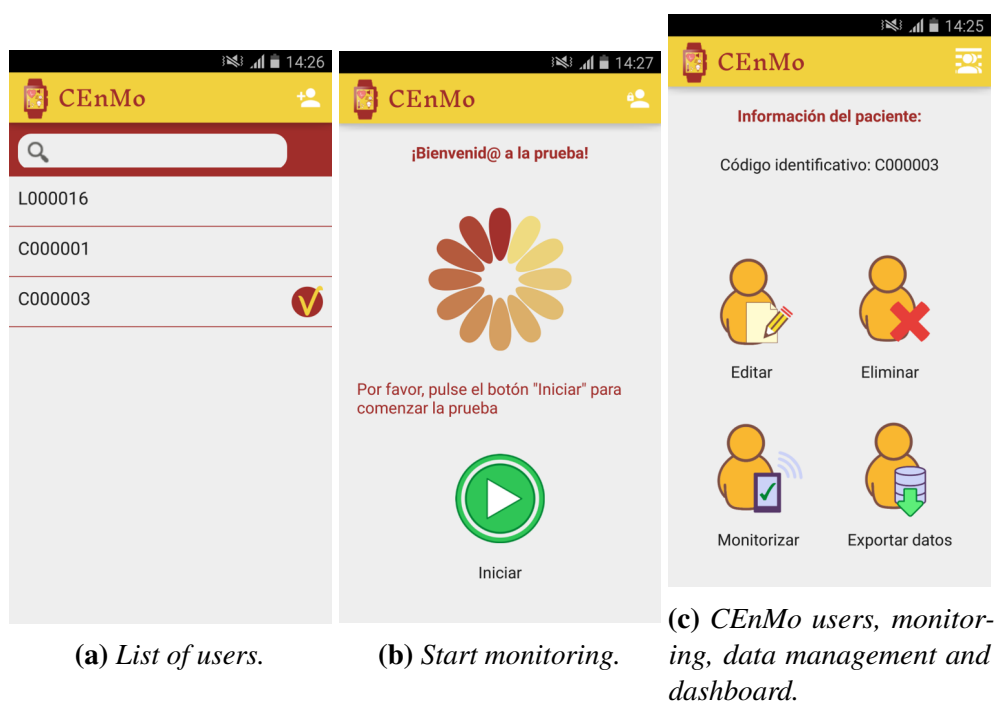 14:26
CEnMo
L000016
C000001
C000003
(a) List of users.
14:27
CEnMo
¡Bienvenid@ a la prueba!
Por favor, pulse el botón "Iniciar" para
comenzar la prueba
Iniciar
(b) Start monitoring.
14:25
CEnMo
Información del paciente:
Código identificativo: C000003
Editar
Eliminar
Monitorizar
Exportar datos
(c) CEnMo users, monitor-
ing, data management and
dashboard.